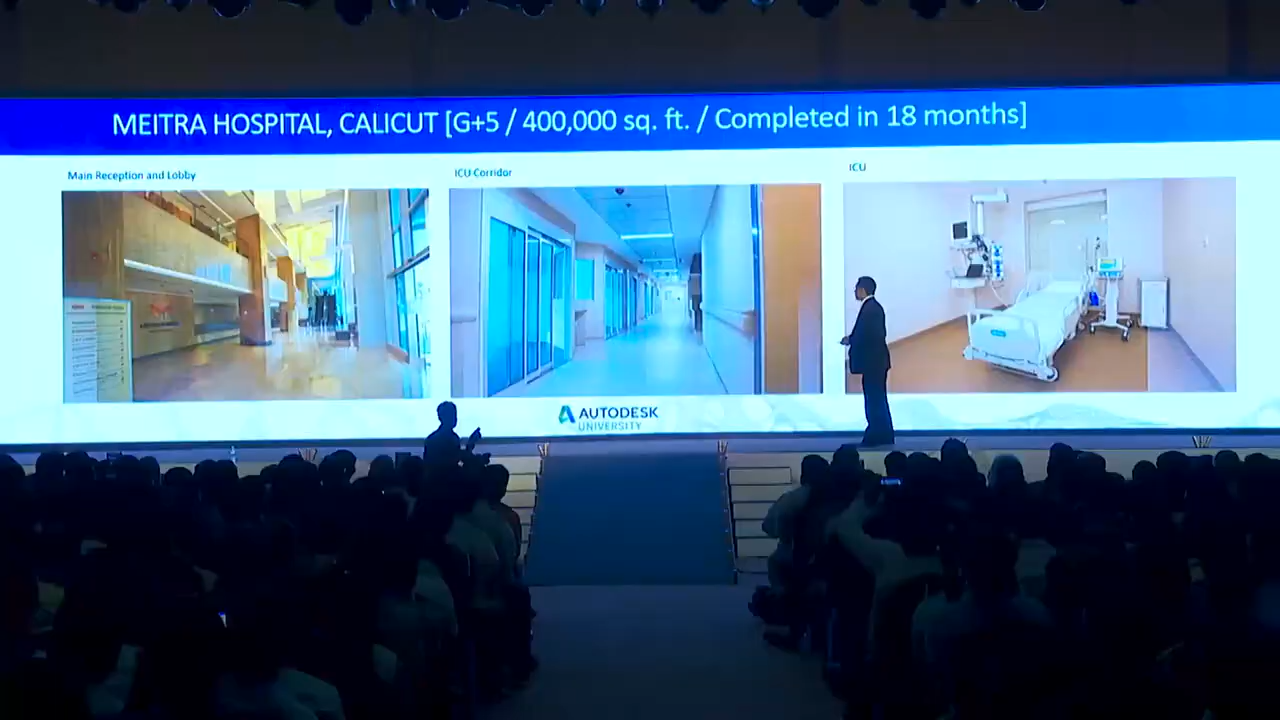 MEITRA HOSPITAL, CALICUT [G+5 / 400,000 sq. ft. / Completed in 18 months]
Main Reception and Lobby
ICU Corridor
ICU
AUTODESK
UNIVERSITY